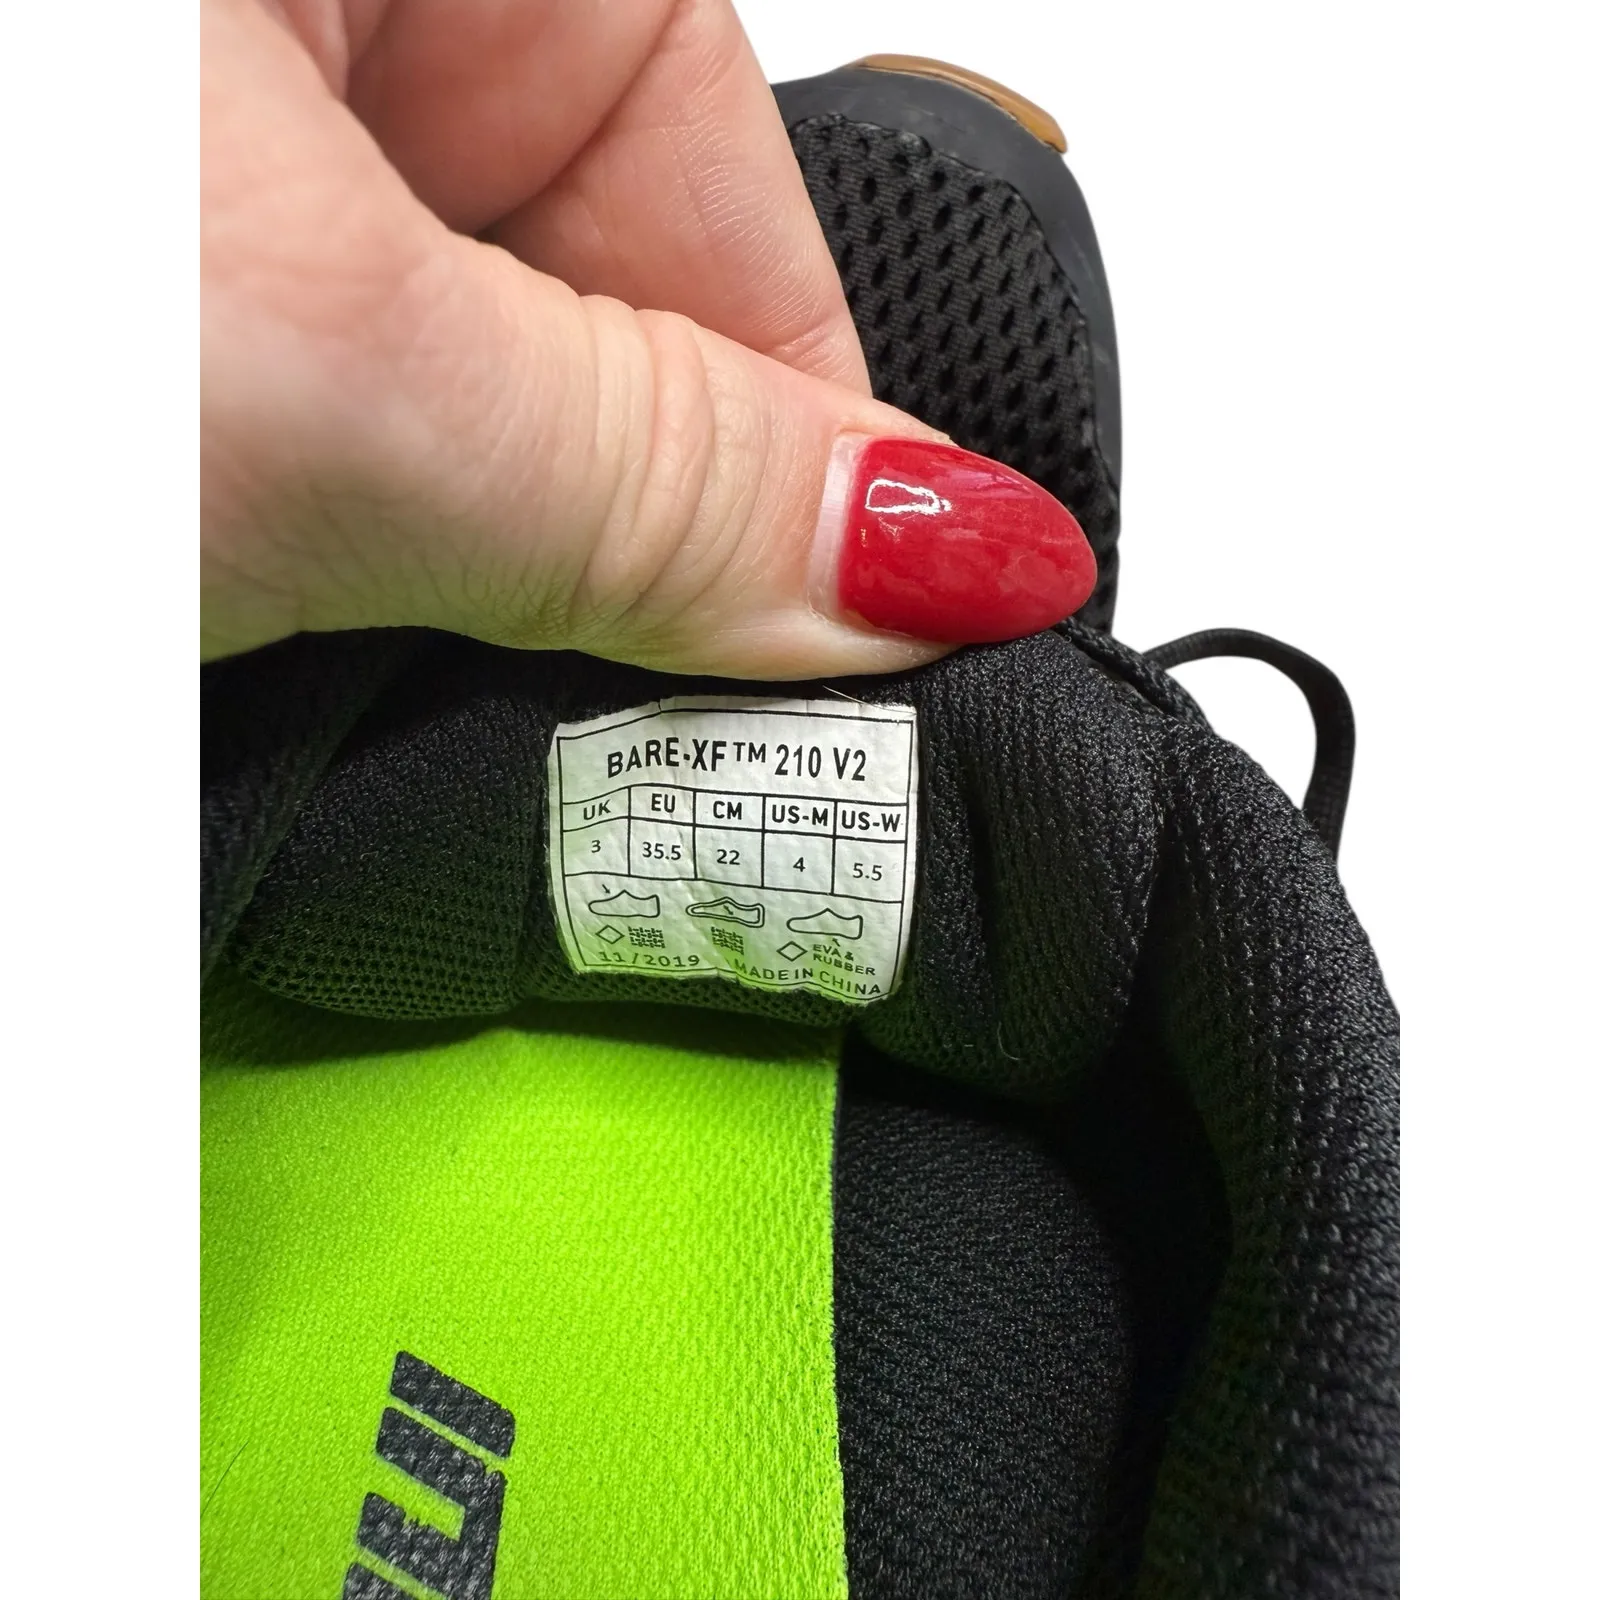 BARE-XF™ 210 V2
UK EU CM US-M US-W
3 35.5 22 4 5.5
EVA &
RUBBER
11/2019 MADE IN CHINA